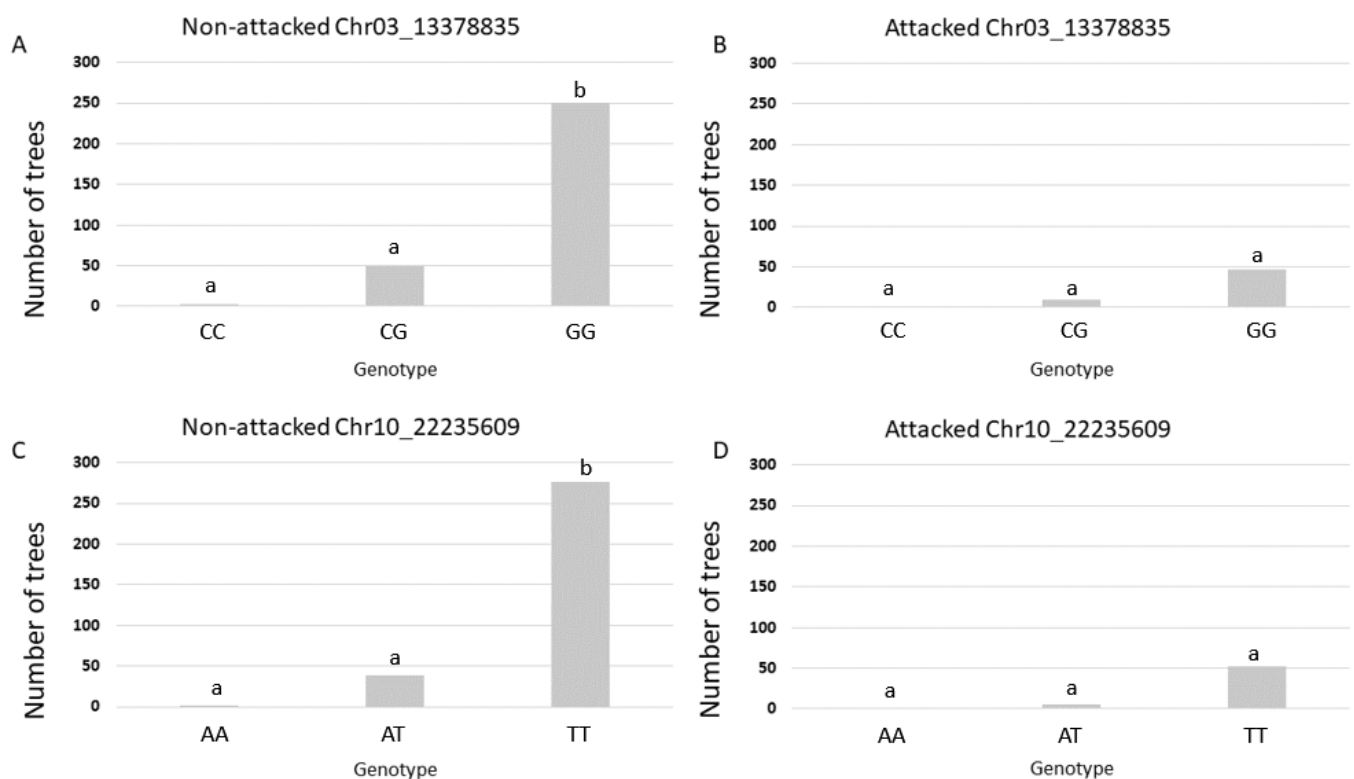 A
Non-attacked Chr03_13378835
Number of trees
300
250
200
150
100
50
0
a
a
b
CC CG GG
Genotype
B
Attacked Chr03_13378835
Number of trees
300
250
200
150
100
50
0
a
a
a
CC CG GG
Genotype
C
Non-attacked Chr10_22235609
Number of trees
300
250
200
150
100
50
0
a
a
b
AA AT TT
Genotype
D
Attacked Chr10_22235609
Number of trees
300
250
200
150
100
50
0
a
a
a
AA AT TT
Genotype